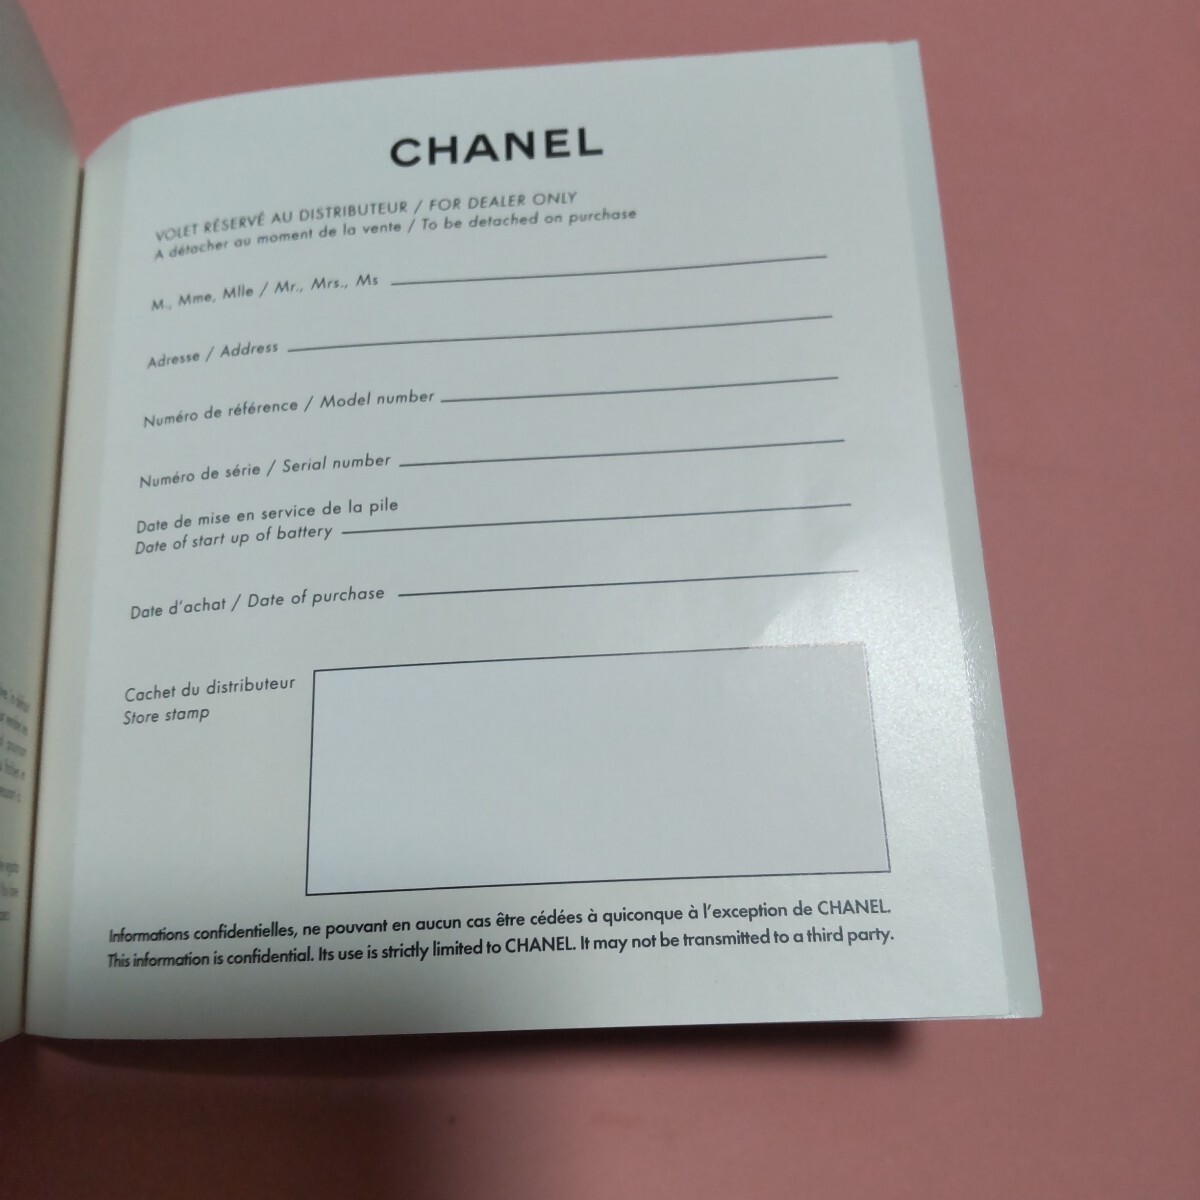 CHANEL
VOLET RÉSERVÉ AU DISTRIBUTEUR / FOR DEALER ONLY
A détacher au moment de la vente / To be detached on purchase
M., Mme, Mlle / Mr., Mrs., Ms
Adresse / Address
Numéro de référence / Model number
Numéro de série / Serial number
Date de mise en service de la pile
Date of start up of battery
Date d'achat / Date of purchase
Cachet du distributeur
Store stamp
Informations confidentielles, ne pouvant en aucun cas être cédées à quiconque à l'exception de CHANEL.
This information is confidential. Its use is strictly limited to CHANEL. It may not be transmitted to a third party.